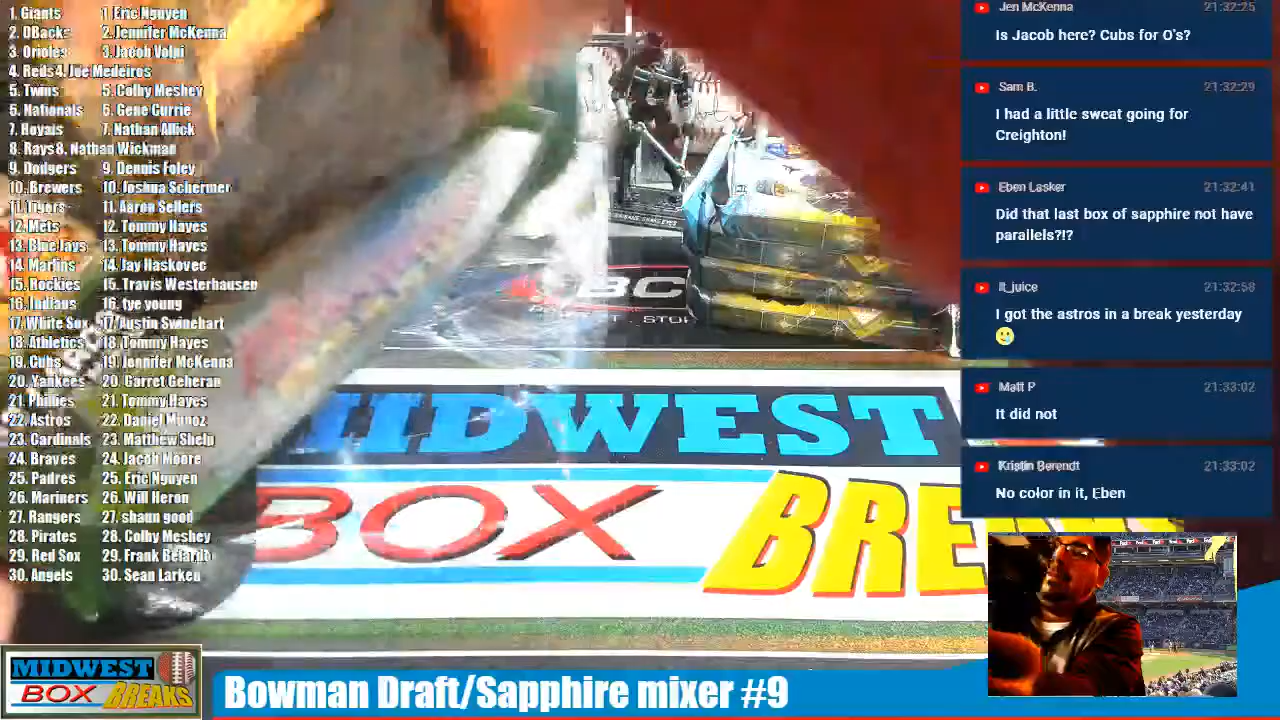 1. Giants 1 Eric Nguyen
2. DBacks 2. Jennifer McKenna
3. Orioles 3. Jacob Volpi
4. Reds 4. Joe Medeiros
5. Twins 5. Colby Meshey
6. Nationals 6. Gene Currie
7. Royals 7. Nathan Allick
8. Rays 8. Nathan Wickman
9. Dodgers 9. Dennis Foley
10. Brewers 10. Joshua Schermer
11. Tigers 11. Aaron Sellers
12. Mets 12. Tommy Hayes
13. Blue Jays 13. Tommy Hayes
14. Marlins 14. Jay Haskovec
15. Rockies 15. Travis Westerhausen
16. Indians 16. tye young
17. White Sox 17. Austin Swinehart
18. Athletics 18. Tommy Hayes
19. Cubs 19. Jennifer McKenna
20. Yankees 20. Garret Geheran
21. Phillies 21. Tommy Hayes
22. Astros 22. Daniel Munoz
23. Cardinals 23. Matthew Shelp
24. Braves 24. Jacob Moore
25. Padres 25. Eric Nguyen
26. Mariners 26. Will Heron
27. Rangers 27. shaun good
28. Pirates 28. Colby Meshey
29. Red Sox 29. Frank Belardo
30. Angels 30. Sean Larken
Jen McKenna 21:32:25
Is Jacob here? Cubs for O's?
Sam B. 21:32:29
I had a little sweat going for
Creighton!
Eben Lasker 21:32:41
Did that last box of sapphire not have
parallels?!?
lt_juice 21:32:58
I got the astros in a break yesterday
Matt P 21:33:02
It did not
Kristin Berendt 21:33:02
No color in it, Eben
MIDWEST
BOX BRE
MIDWEST
BOX BREAKS
Bowman Draft/Sapphire mixer #9